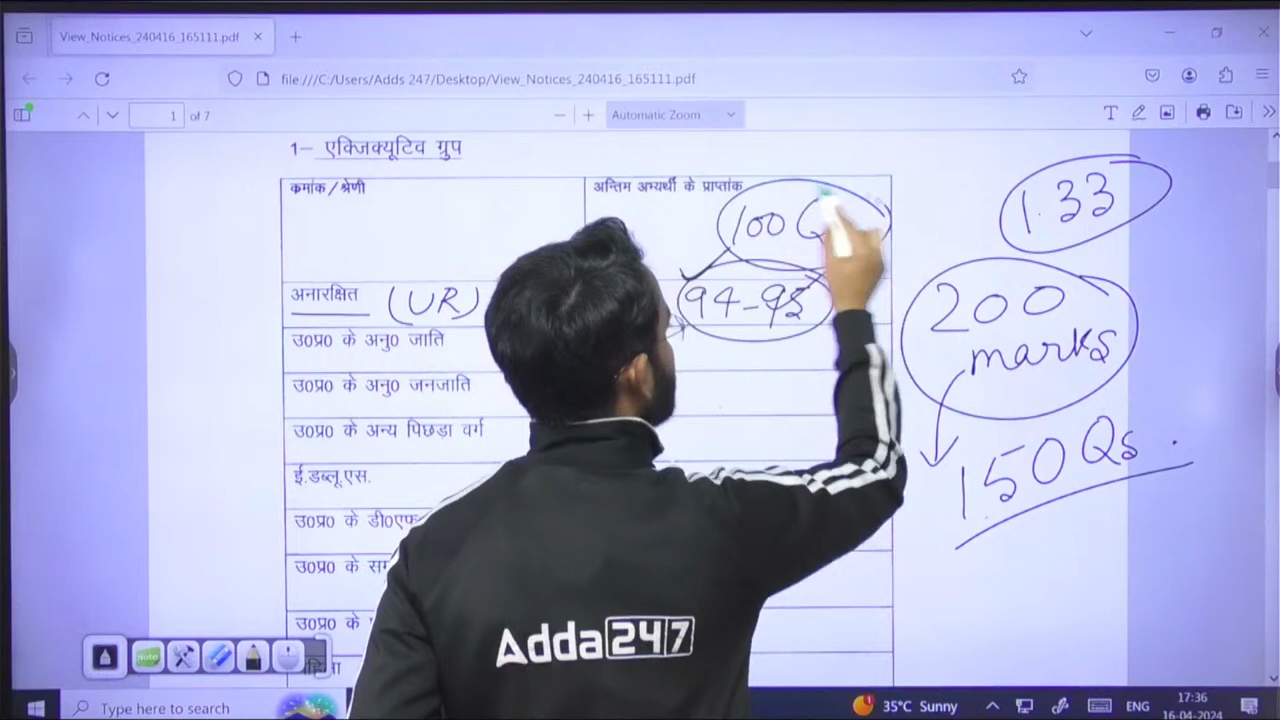 View_Notices_240416_165111.pdf
file:///C:/Users/Adds 247/Desktop/View_Notices_240416_165111.pdf
1 of 7
Automatic Zoom
1– एक्जिक्यूटिव ग्रुप
क्रमांक/श्रेणी
अन्तिम अभ्यर्थी के प्राप्तांक
1.33
100 Q
अनारक्षित (UR)
94-95
200
marks
उ0प्र0 के अनु0 जाति
उ0प्र0 के अनु0 जनजाति
उ0प्र0 के अन्य पिछड़ा वर्ग
150 Qs.
ई.डब्लू.एस.
उ0प्र0 के डी0एफ
उ0प्र0 के
उ0प्र0 के
Adda247
Note
Type here to search
35°C Sunny
ENG
17:36
16-04-2024